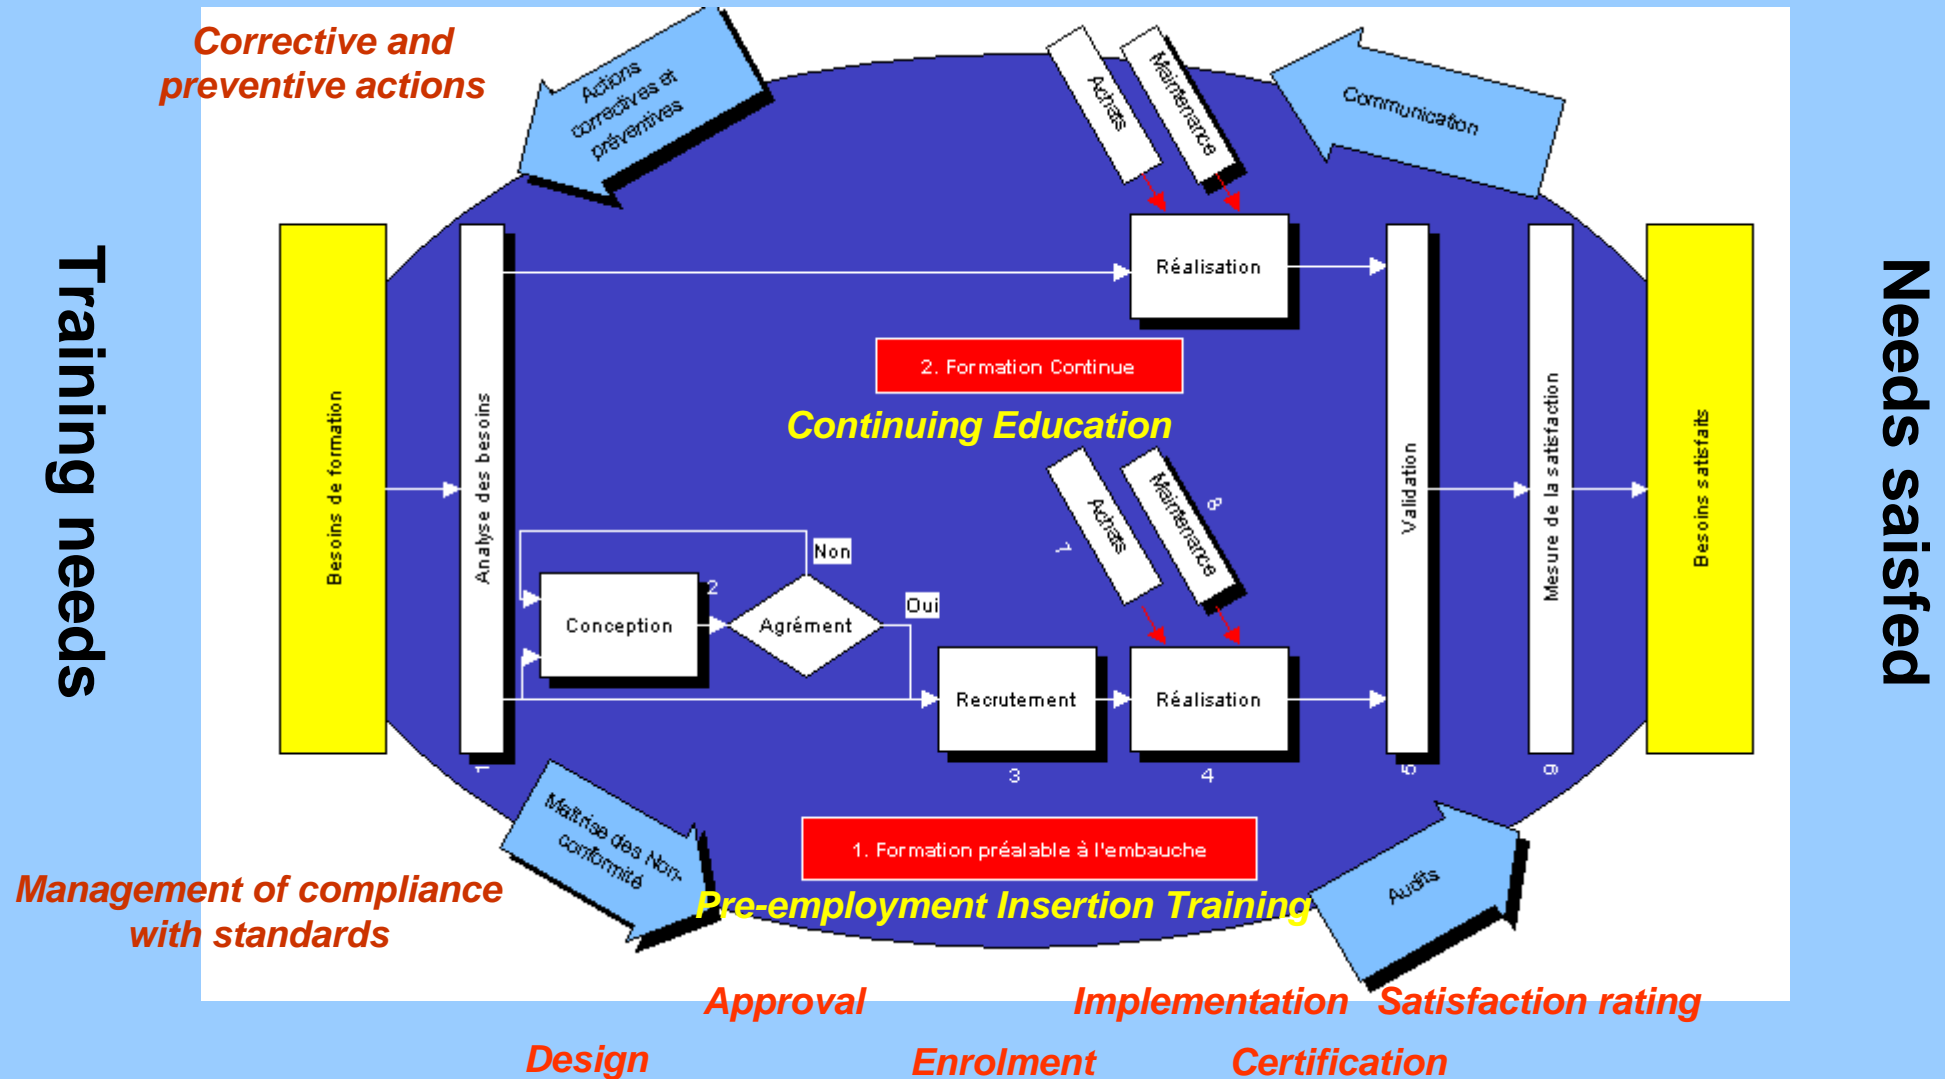 Corrective and
preventive actions
Actions
correctives et
préventives
Achats
Maintenance
Communication
Training needs
Besoins de formation
Analyse des besoins
Réalisation
2. Formation Continue
Continuing Education
Achats
7
Maintenance
8
Non
Conception
2
Agrément
Oui
Recrutement
3
Réalisation
4
Validation
5
Mesure de la satisfaction
9
Besoins satisfaits
Needs saisfed
1
Maîtrise des Non-
conformité
1. Formation préalable à l'embauche
Pre-employment Insertion Training
Audits
Management of compliance
with standards
Approval
Implementation
Satisfaction rating
Design
Enrolment
Certification